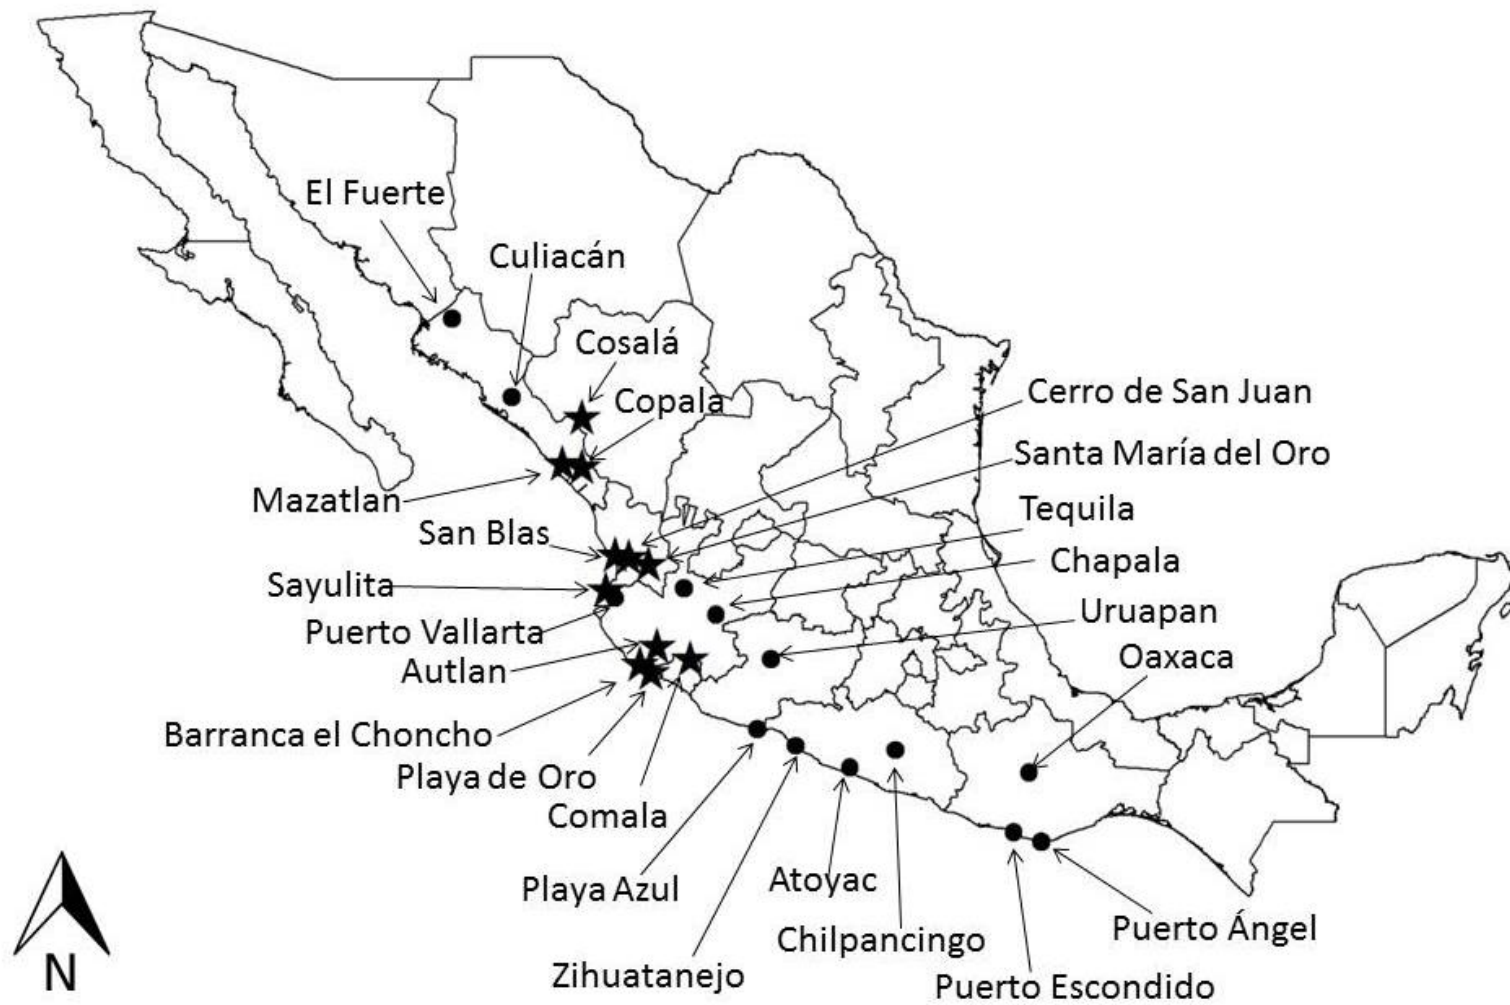 El Fuerte
Culiacán
Cosalá
Copala
Cerro de San Juan
Santa María del Oro
Mazatlan
Tequila
San Blas
Chapala
Sayulita
Uruapan
Puerto Vallarta
Oaxaca
Autlan
Barranca el Choncho
Playa de Oro
Comala
Playa Azul
Atoyac
Puerto Ángel
Chilpancingo
Zihuatanejo
Puerto Escondido
N